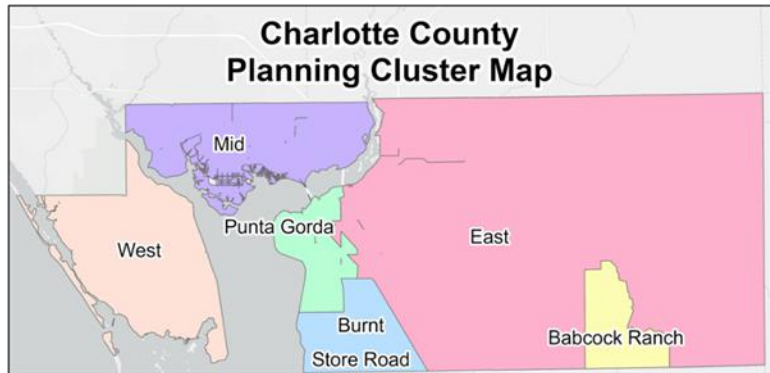 Charlotte County
Planning Cluster Map
Mid
Punta Gorda
West
East
Burnt
Store Road
Babcock Ranch